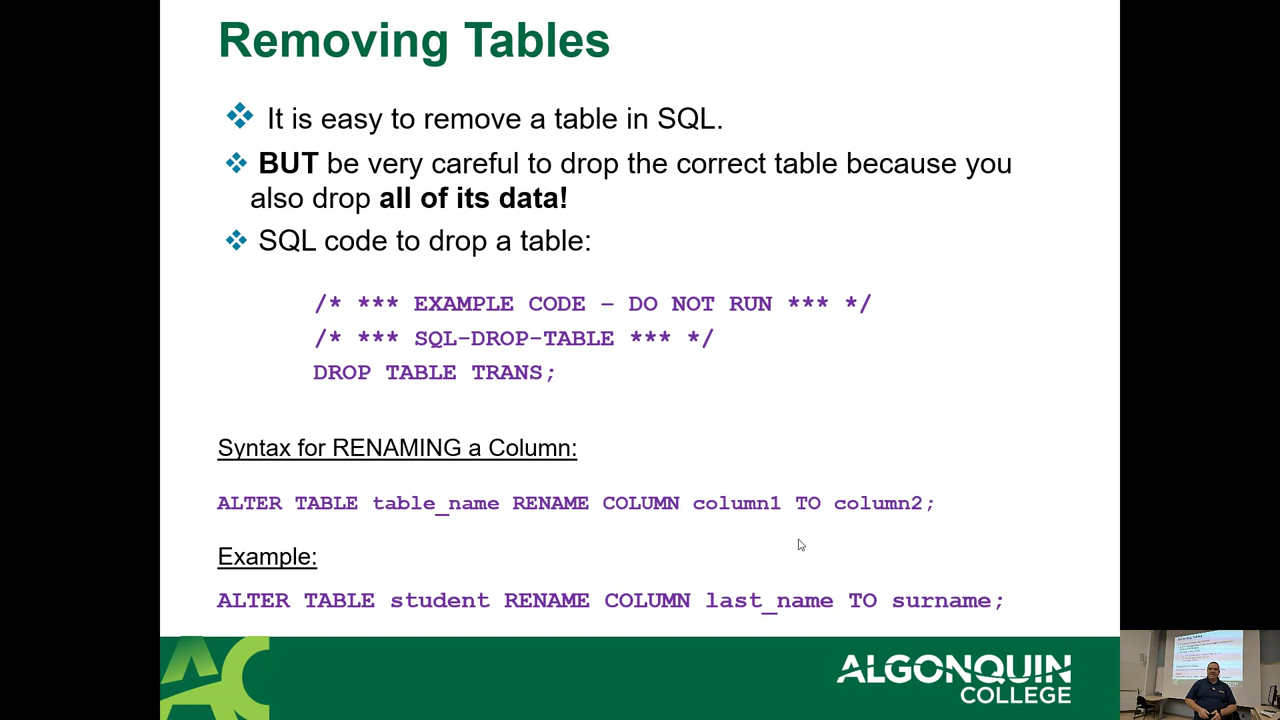 Removing Tables
It is easy to remove a table in SQL.
BUT be very careful to drop the correct table because you
also drop all of its data!
SQL code to drop a table:
/* *** EXAMPLE CODE – DO NOT RUN *** */
/* *** SQL-DROP-TABLE *** */
DROP TABLE TRANS;
Syntax for RENAMING a Column:
ALTER TABLE table_name RENAME COLUMN column1 TO column2;
Example:
ALTER TABLE student RENAME COLUMN last_name TO surname;
AC
ALGONQUIN
COLLEGE